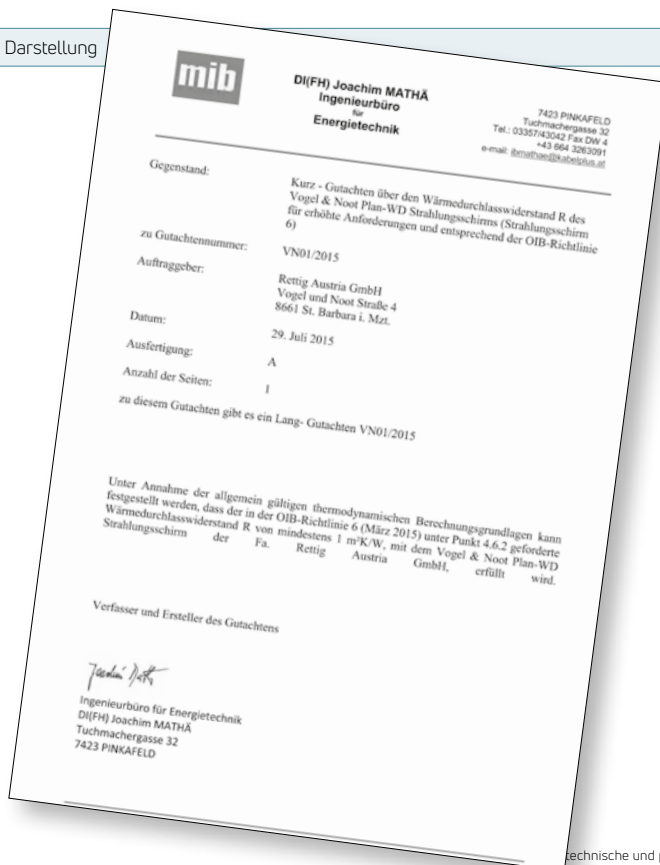 Darstellung
mib
DI(FH) Joachim MATHÄ
Ingenieurbüro
für
Energietechnik
7423 PINKAFELD
Tuchmachergasse 32
Tel.: 03357/43042 Fax DW 4
+43 664 3263091
e-mail: ibmathae@kabelplus.at
Gegenstand:
Kurz - Gutachten über den Wärmedurchlasswiderstand R des
Vogel & Noot Plan-WD Strahlungsschirms (Strahlungsschirm
für erhöhte Anforderungen und entsprechend der OIB-Richtlinie
6)
zu Gutachtennummer:
VN01/2015
Auftraggeber:
Rettig Austria GmbH
Vogel und Noot Straße 4
8661 St. Barbara i. Mzt.
Datum:
29. Juli 2015
Ausfertigung:
A
Anzahl der Seiten:
1
zu diesem Gutachten gibt es ein Lang- Gutachten VN01/2015
Unter Annahme der allgemein gültigen thermodynamischen Berechnungsgrundlagen kann
festgestellt werden, dass der in der OIB-Richtlinie 6 (März 2015) unter Punkt 4.6.2 geforderte
Wärmedurchlasswiderstand R von mindestens 1 m²K/W, mit dem Vogel & Noot Plan-WD
Strahlungsschirm der Fa. Rettig Austria GmbH, erfüllt wird.
Verfasser und Ersteller des Gutachtens
Ingenieurbüro für Energietechnik
DI(FH) Joachim MATHÄ
Tuchmachergasse 32
7423 PINKAFELD
technische und